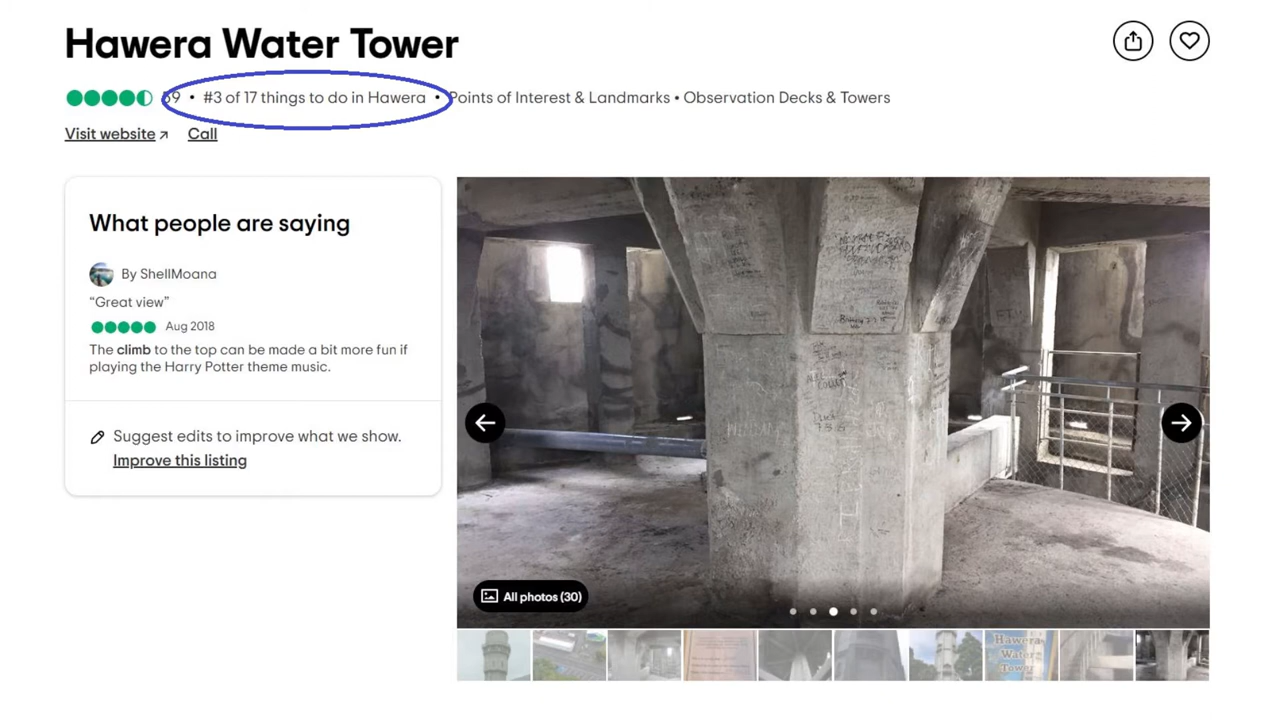 Hawera Water Tower
#3 of 17 things to do in Hawera • Points of Interest & Landmarks • Observation Decks & Towers
Visit website Call
What people are saying
By ShellMoana
“Great view”
Aug 2018
The climb to the top can be made a bit more fun if
playing the Harry Potter theme music.
Suggest edits to improve what we show.
Improve this listing
All photos (30)
Hawera
Water
Tower